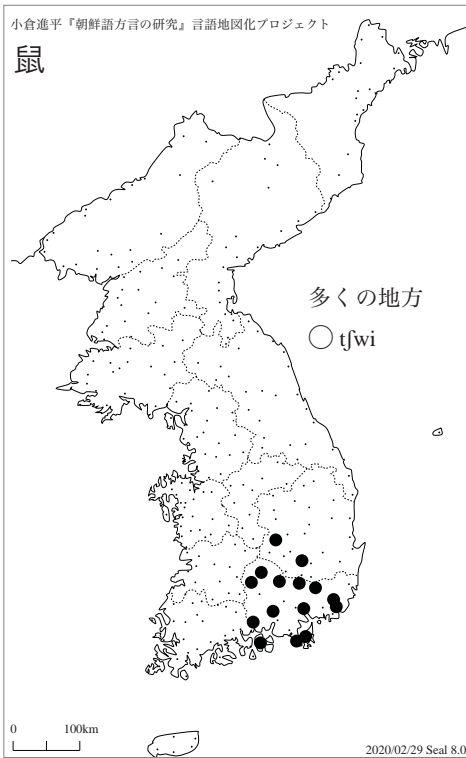 小倉進平『朝鮮語方言の研究』言語地図化プロジェクト
鼠
多くの地方
◯ tʃwi
0 100km
2020/02/29 Seal 8.0